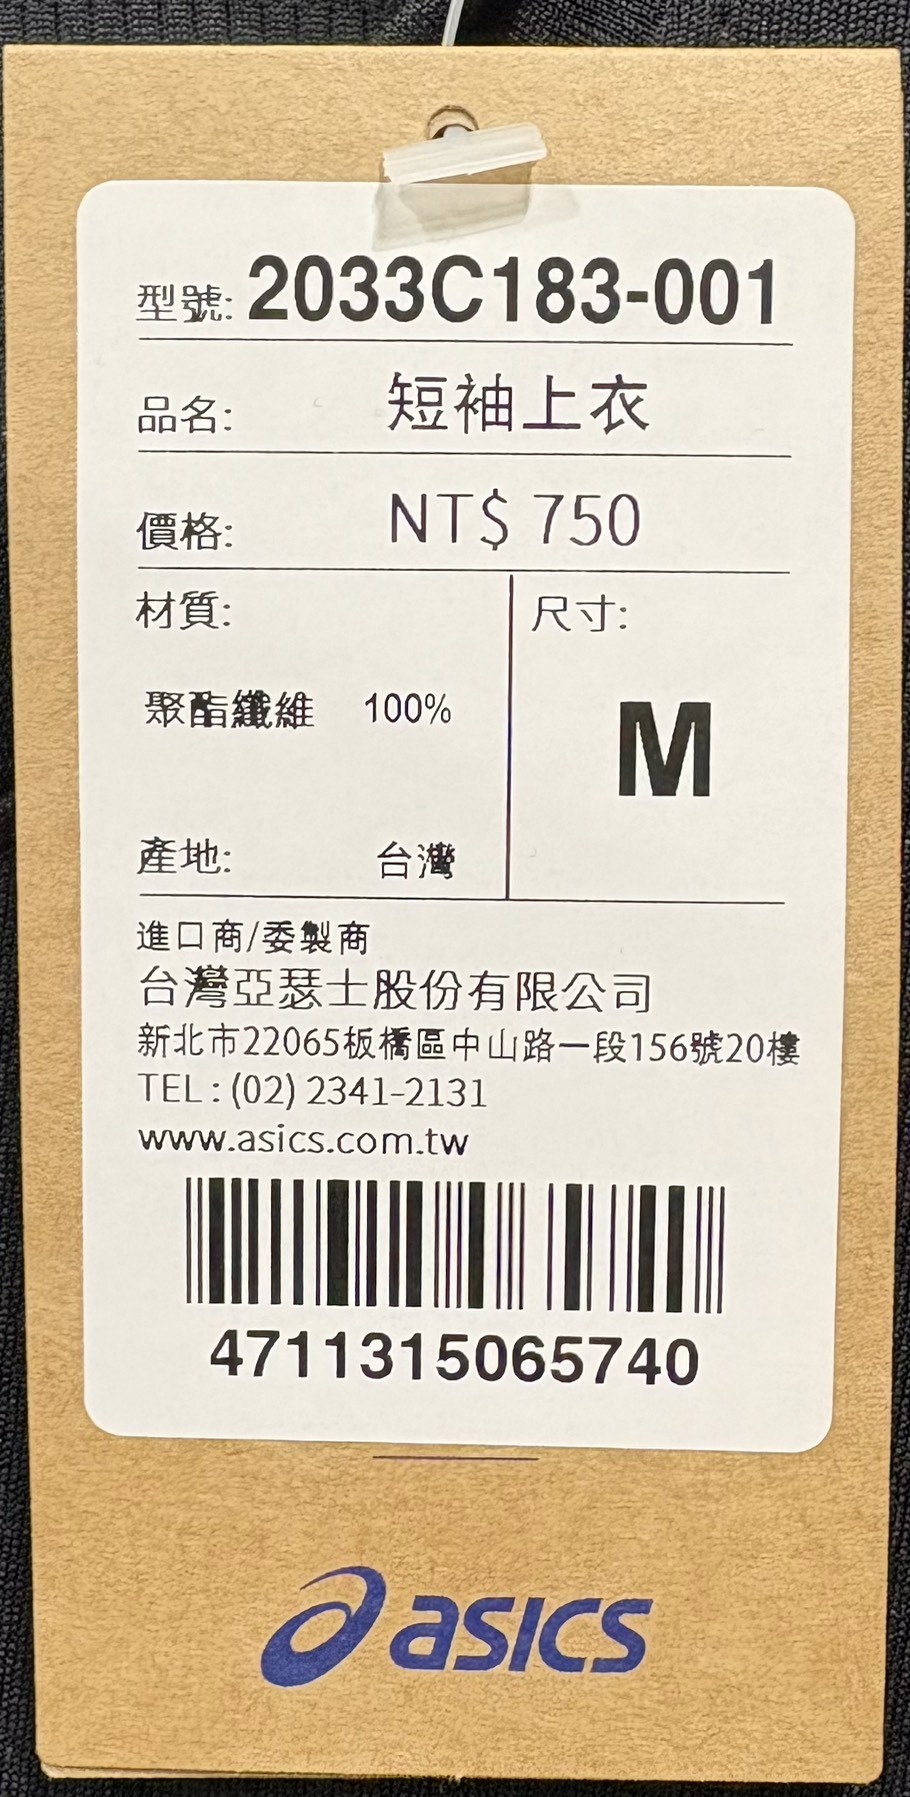 型號: 2033C183-001
品名: 短袖上衣
價格: NT$ 750
材質:
聚酯纖維 100%
產地: 台灣
尺寸:
M
進口商/委製商
台灣亞瑟士股份有限公司
新北市22065板橋區中山路一段156號20樓
TEL : (02) 2341-2131
www.asics.com.tw
4711315065740
asics